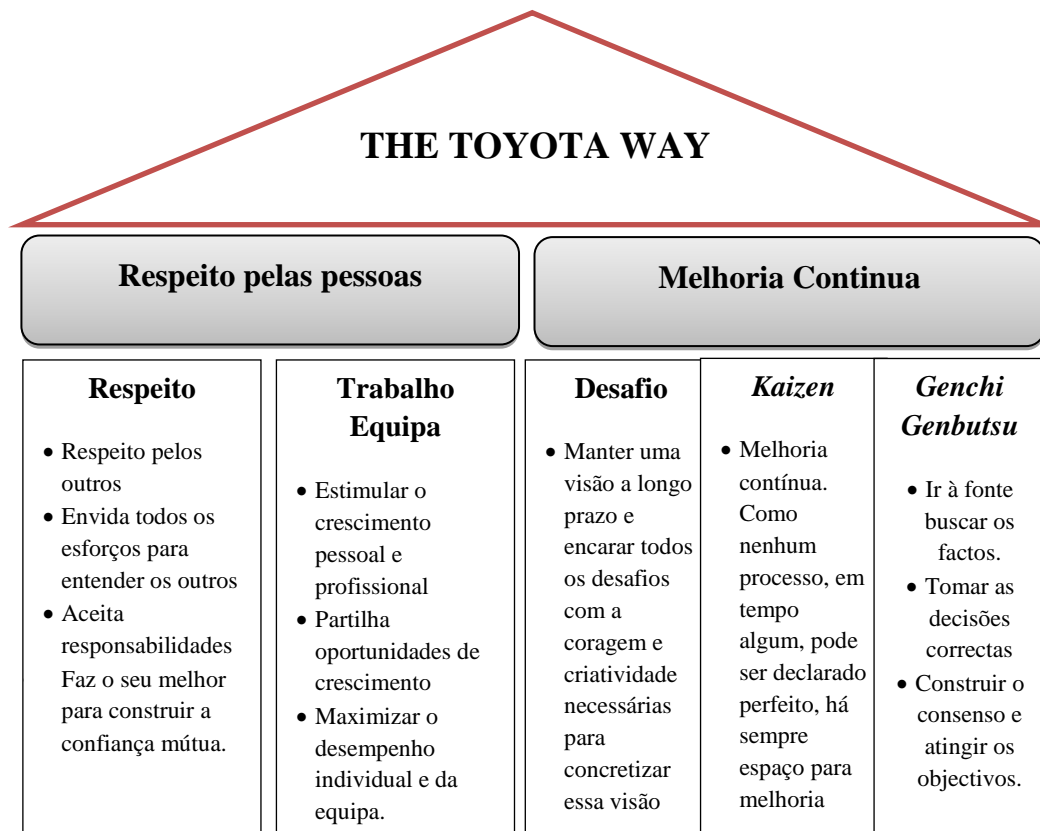 THE TOYOTA WAY
Respeito pelas pessoas
Melhoria Continua
Respeito
• Respeito pelos
outros
• Envida todos os
esforços para
entender os outros
• Aceita
responsabilidades
Faz o seu melhor
para construir a
confiança mútua.
Trabalho
Equipa
• Estimular o
crescimento
pessoal e
profissional
• Partilha
oportunidades de
crescimento
• Maximizar o
desempenho
individual e da
equipa.
Desafio
• Manter uma
visão a longo
prazo e
encarar todos
os desafios
com a
coragem e
criatividade
necessárias
para
concretizar
essa visão
Kaizen
• Melhoria
contínua.
Como
nenhum
processo, em
tempo
algum, pode
ser declarado
perfeito, há
sempre
espaço para
melhoria
Genchi
Genbutsu
• Ir à fonte
buscar os
factos.
• Tomar as
decisões
correctas
• Construir o
consenso e
atingir os
objectivos.